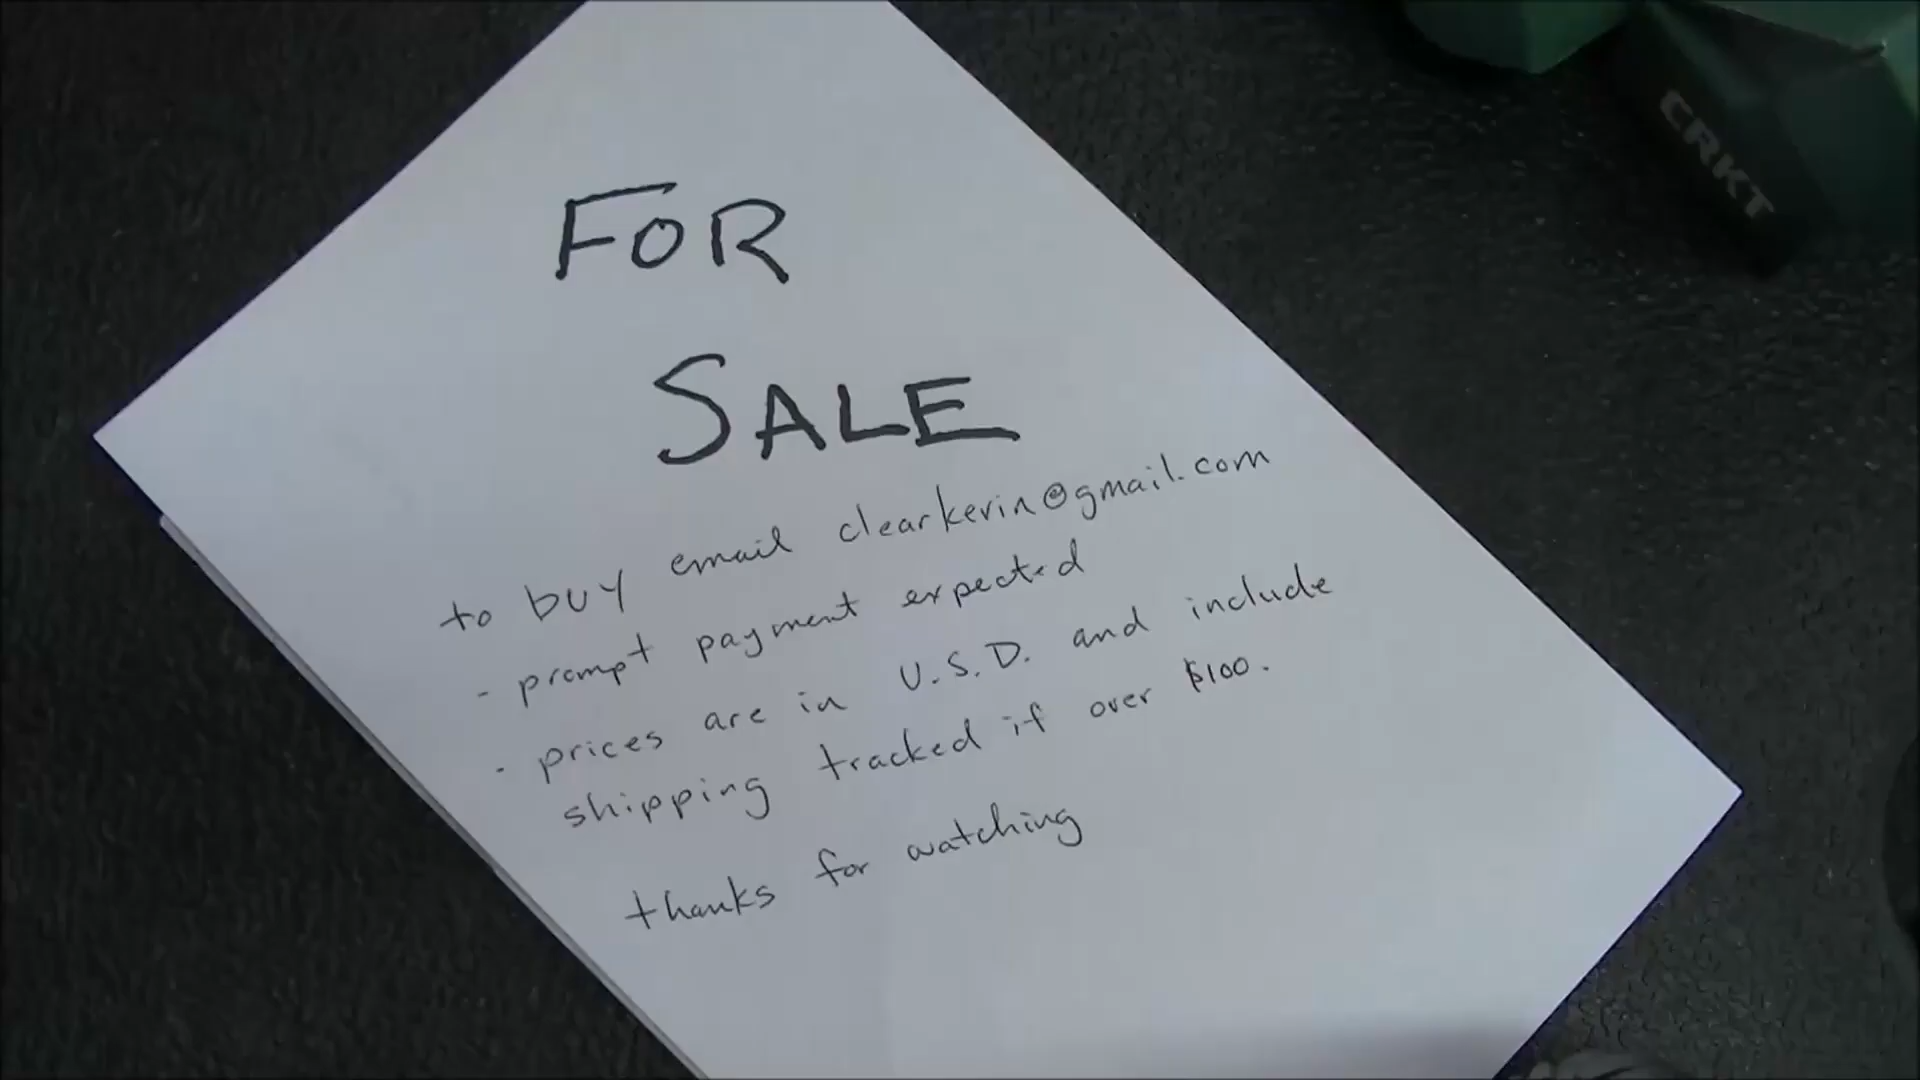 FOR
SALE
to buy email clearkevin@gmail.com
- prompt payment expected
- prices are in U.S.D. and include
shipping tracked if over $100.
thanks for watching
CRKT